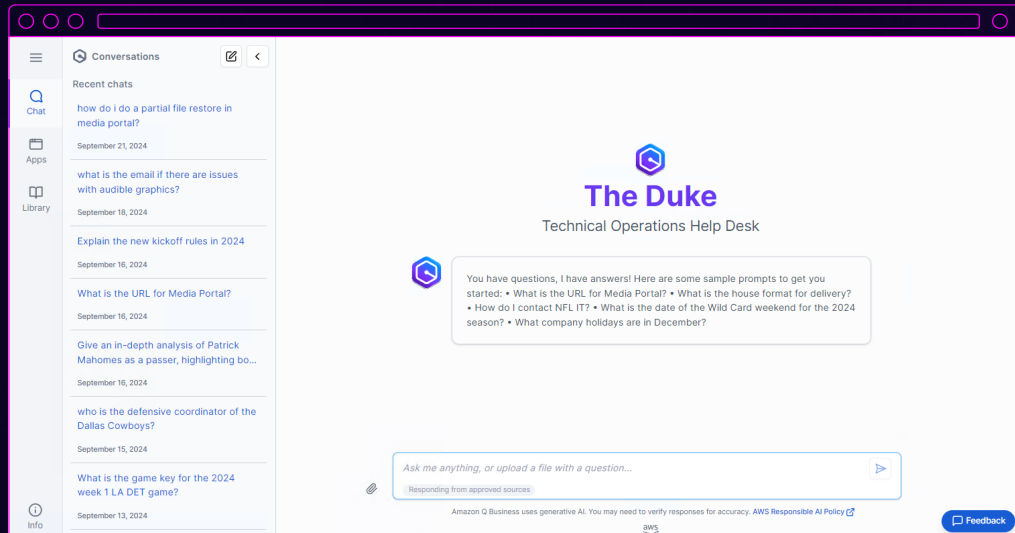 Conversations
Recent chats
Chat
Apps
Library
Info
how do i do a partial file restore in
media portal?
September 21, 2024
what is the email if there are issues
with audible graphics?
September 18, 2024
Explain the new kickoff rules in 2024
September 16, 2024
What is the URL for Media Portal?
September 16, 2024
Give an in-depth analysis of Patrick
Mahomes as a passer, highlighting bo...
September 16, 2024
who is the defensive coordinator of the
Dallas Cowboys?
September 15, 2024
What is the game key for the 2024
week 1 LA DET game?
September 13, 2024
The Duke
Technical Operations Help Desk
You have questions, I have answers! Here are some sample prompts to get you
started: • What is the URL for Media Portal? • What is the house format for delivery?
• How do I contact NFL IT? • What is the date of the Wild Card weekend for the 2024
season? • What company holidays are in December?
Ask me anything, or upload a file with a question...
Responding from approved sources
Amazon Q Business uses generative AI. You may need to verify responses for accuracy. AWS Responsible AI Policy
aws
Feedback